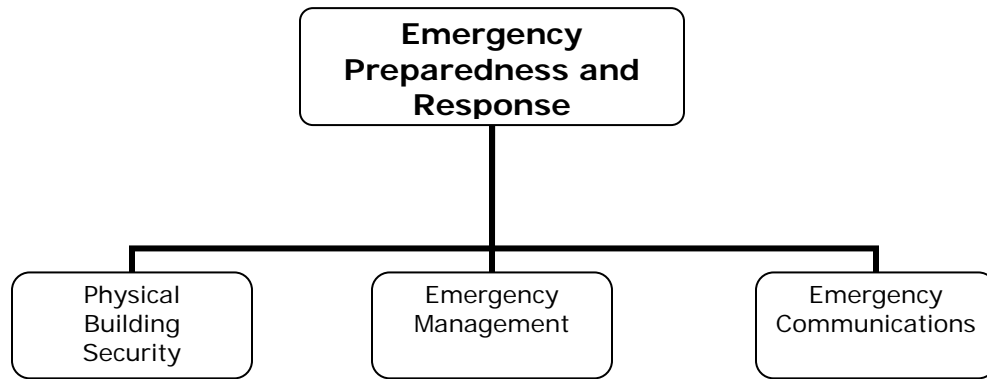 Emergency
Preparedness and
Response
Physical
Building
Security
Emergency
Management
Emergency
Communications